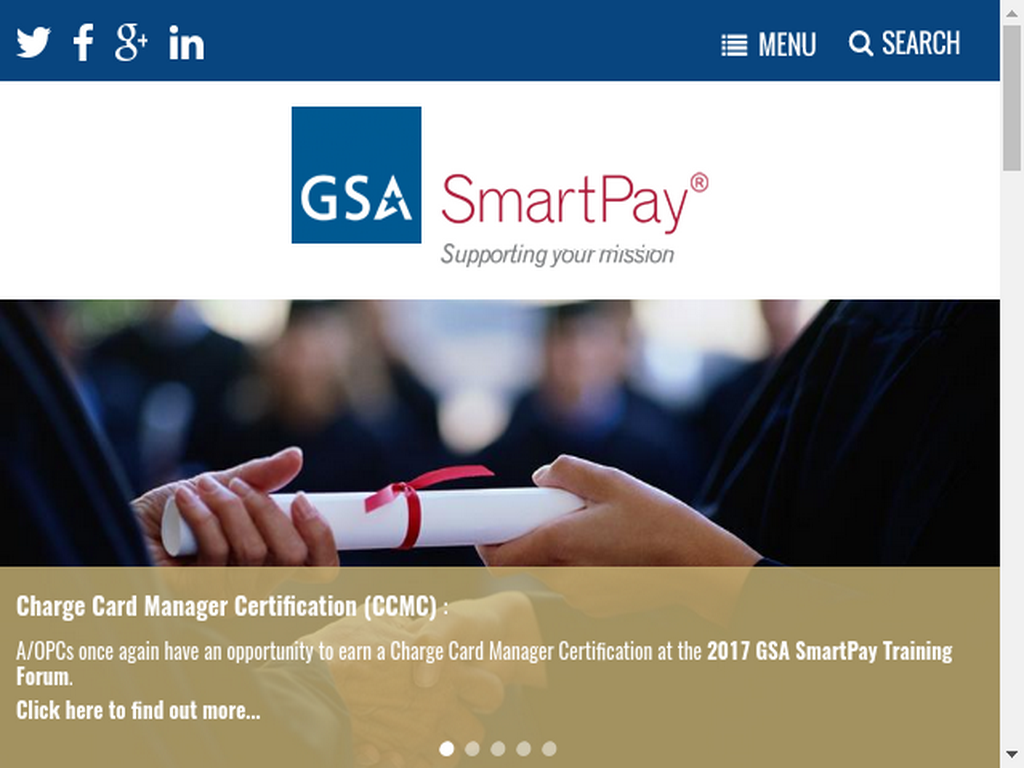 MENU SEARCH
GSA SmartPay®
Supporting your mission
Charge Card Manager Certification (CCMC) :
A/OPCs once again have an opportunity to earn a Charge Card Manager Certification at the 2017 GSA SmartPay Training
Forum.
Click here to find out more...